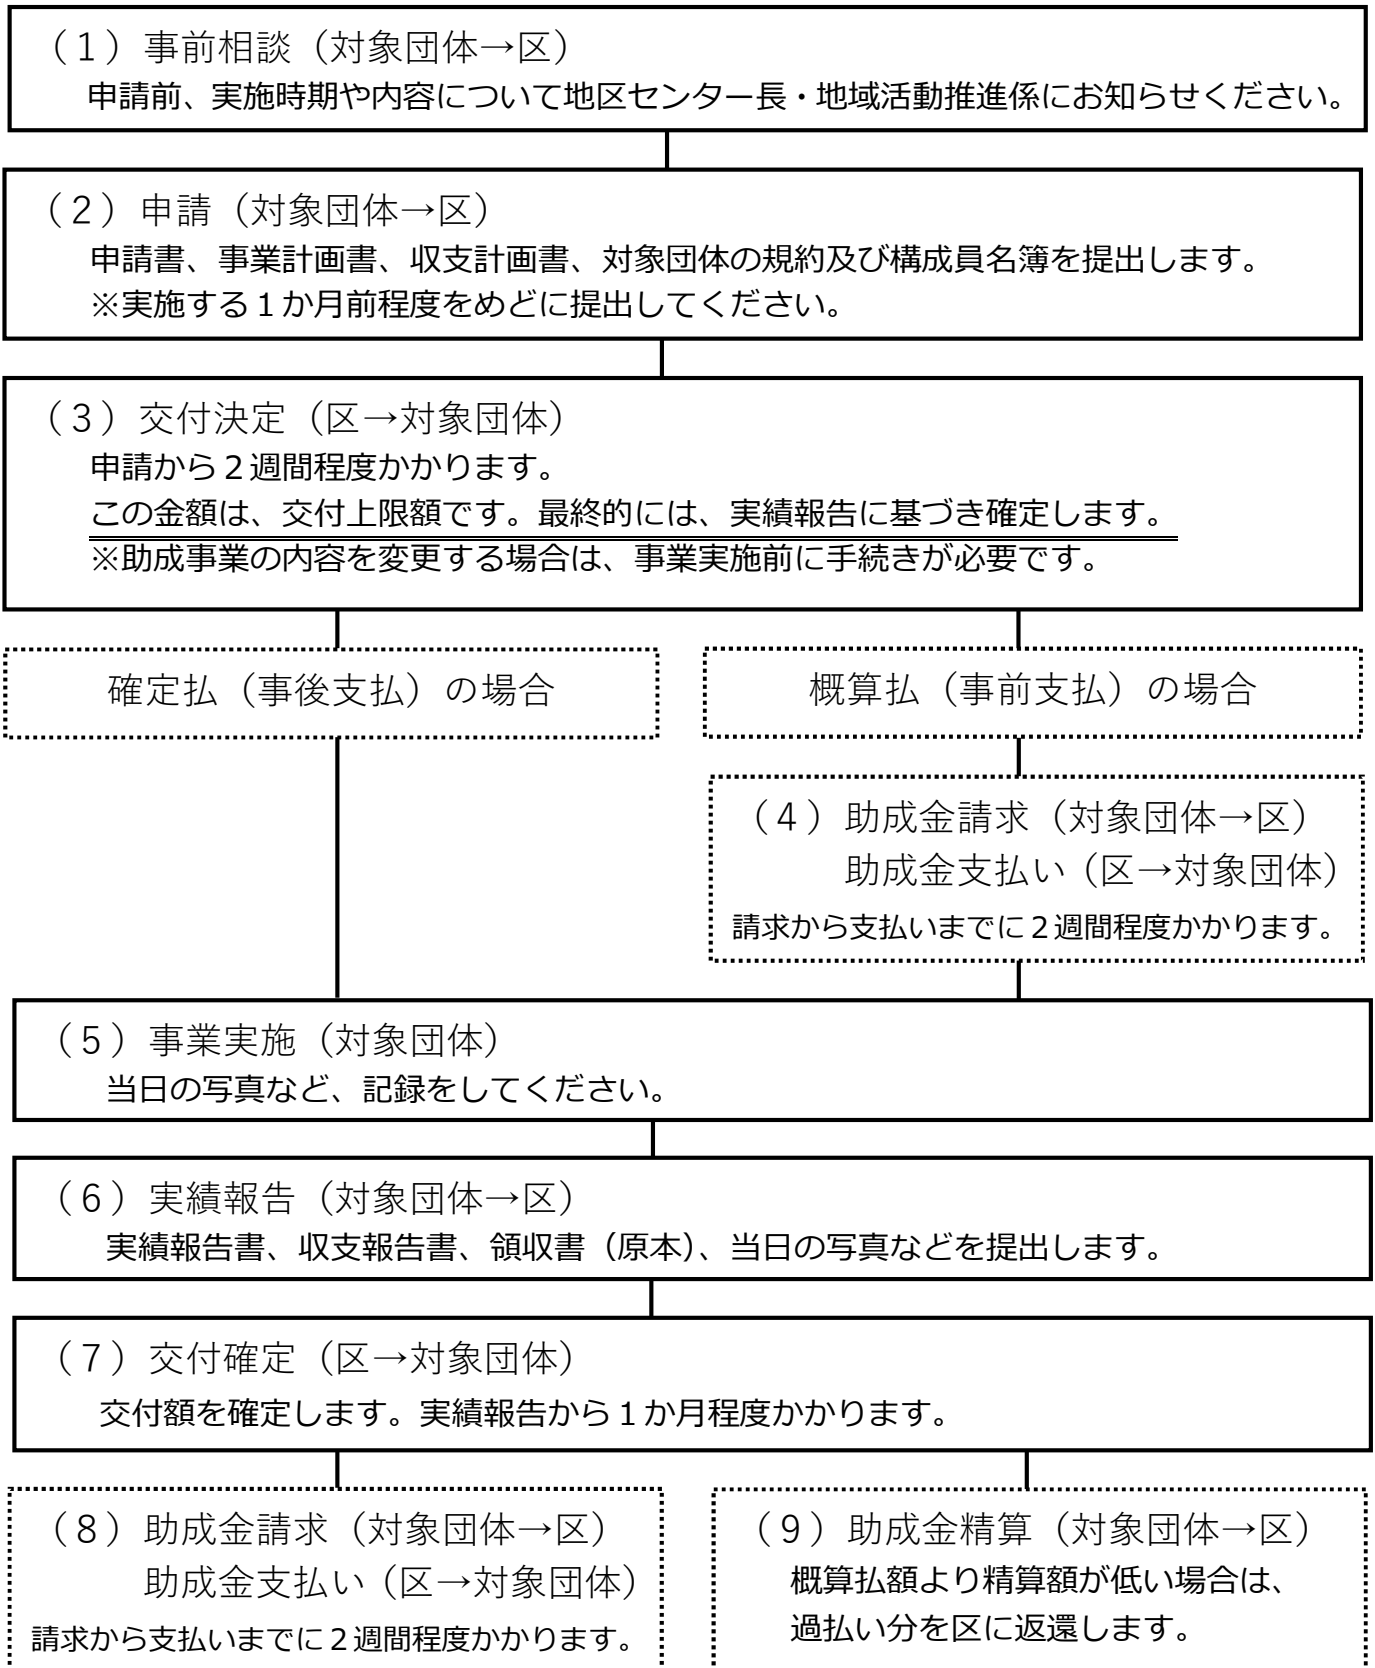 （１）事前相談（対象団体→区）
申請前、実施時期や内容について地区センター長・地域活動推進係にお知らせください。
（２）申請（対象団体→区）
申請書、事業計画書、収支計画書、対象団体の規約及び構成員名簿を提出します。
※実施する１か月前程度をめどに提出してください。
（３）交付決定（区→対象団体）
申請から２週間程度かかります。
この金額は、交付上限額です。最終的には、実績報告に基づき確定します。
※助成事業の内容を変更する場合は、事業実施前に手続きが必要です。
確定払（事後支払）の場合
概算払（事前支払）の場合
（４）助成金請求（対象団体→区）
助成金支払い（区→対象団体）
請求から支払いまでに２週間程度かかります。
（５）事業実施（対象団体）
当日の写真など、記録をしてください。
（６）実績報告（対象団体→区）
実績報告書、収支報告書、領収書（原本）、当日の写真などを提出します。
（７）交付確定（区→対象団体）
交付額を確定します。実績報告から１か月程度かかります。
（８）助成金請求（対象団体→区）
助成金支払い（区→対象団体）
請求から支払いまでに２週間程度かかります。
（９）助成金精算（対象団体→区）
概算払額より精算額が低い場合は、
過払い分を区に返還します。